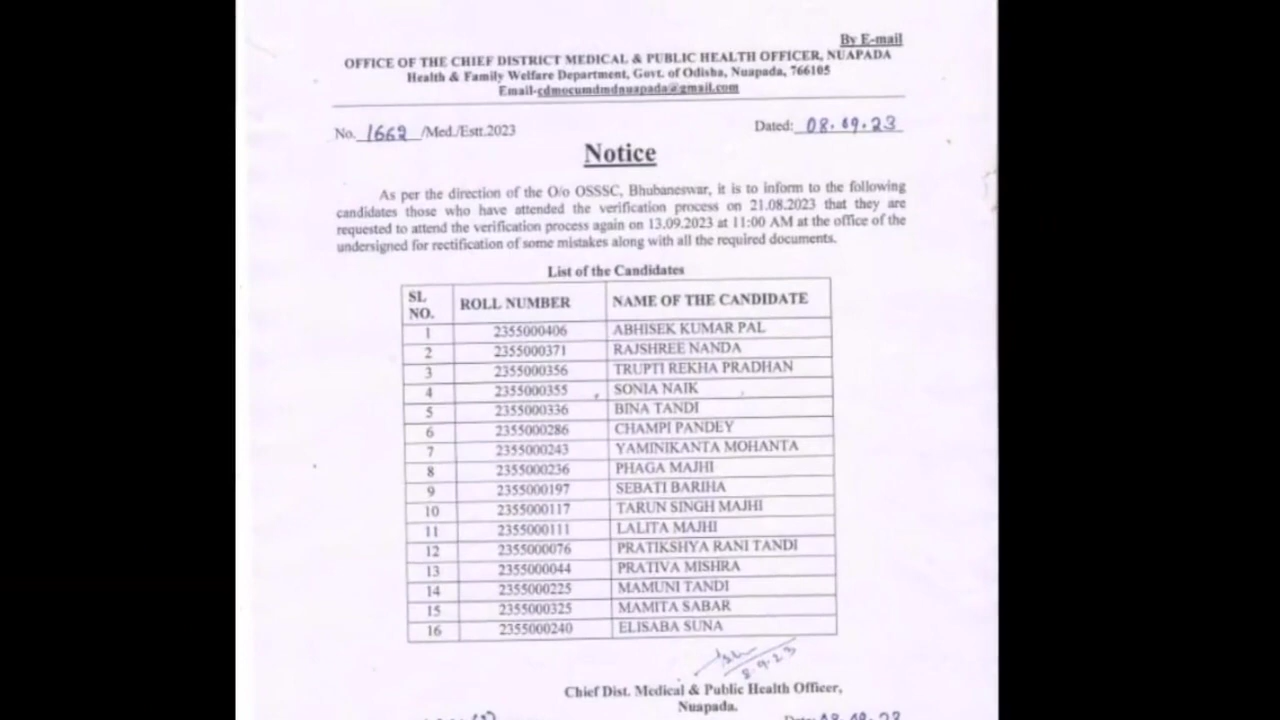 By E-mail
OFFICE OF THE CHIEF DISTRICT MEDICAL & PUBLIC HEALTH OFFICER, NUAPADA
Health & Family Welfare Department, Govt. of Odisha, Nuapada, 766105
Email-cdmocumdmdnuapada@gmail.com
No. 1662 /Med./Estt.2023 Dated: 08.09.23
Notice
As per the direction of the O/o OSSSC, Bhubaneswar, it is to inform to the following
candidates those who have attended the verification process on 21.08.2023 that they are
requested to attend the verification process again on 13.09.2023 at 11:00 AM at the office of the
undersigned for rectification of some mistakes along with all the required documents.
List of the Candidates
SL NO. ROLL NUMBER NAME OF THE CANDIDATE
1 2355000406 ABHISEK KUMAR PAL
2 2355000371 RAJSHREE NANDA
3 2355000356 TRUPTI REKHA PRADHAN
4 2355000355 SONIA NAIK
5 2355000336 BINA TANDI
6 2355000286 CHAMPI PANDEY
7 2355000243 YAMINIKANTA MOHANTA
8 2355000236 PHAGA MAJHI
9 2355000197 SEBATI BARIHA
10 2355000117 TARUN SINGH MAJHI
11 2355000111 LALITA MAJHI
12 2355000076 PRATIKSHYA RANI TANDI
13 2355000044 PRATIVA MISHRA
14 2355000225 MAMUNI TANDI
15 2355000325 MAMITA SABAR
16 2355000240 ELISABA SUNA
8.9.23
Chief Dist. Medical & Public Health Officer,
Nuapada.